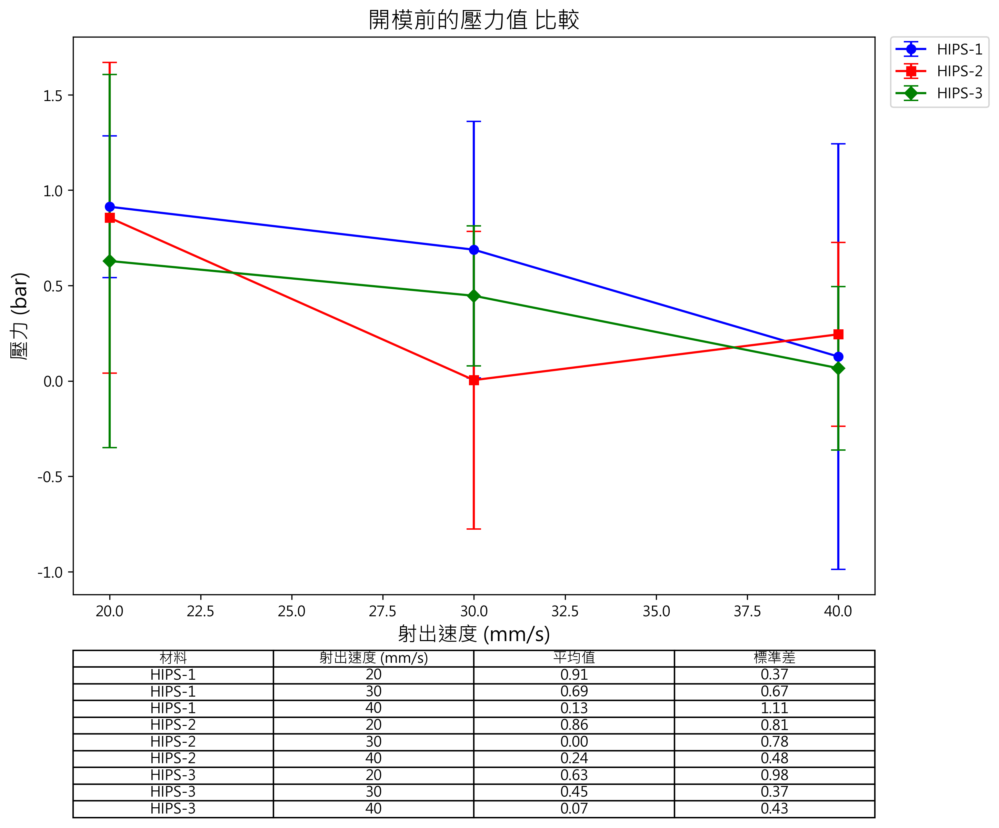 開模前的壓力值 比較
HIPS-1
HIPS-2
HIPS-3
壓力 (bar)
1.5
1.0
0.5
0.0
-0.5
-1.0
20.0 22.5 25.0 27.5 30.0 32.5 35.0 37.5 40.0
射出速度 (mm/s)
材料 射出速度 (mm/s) 平均值 標準差
HIPS-1 20 0.91 0.37
HIPS-1 30 0.69 0.67
HIPS-1 40 0.13 1.11
HIPS-2 20 0.86 0.81
HIPS-2 30 0.00 0.78
HIPS-2 40 0.24 0.48
HIPS-3 20 0.63 0.98
HIPS-3 30 0.45 0.37
HIPS-3 40 0.07 0.43